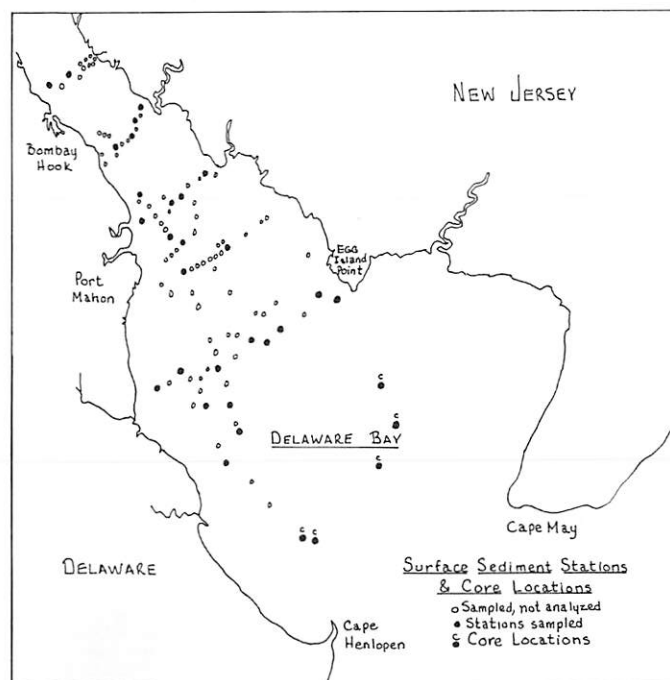 NEW JERSEY
Bombay
Hook
EGG
Island
Point
Port
Mahon
C
C
DELAWARE BAY
C
Cape May
C C
DELAWARE
Surface Sediment Stations
& Core Locations
o Sampled, not analyzed
• Stations sampled
C
• Core Locations
Cape
Henlopen